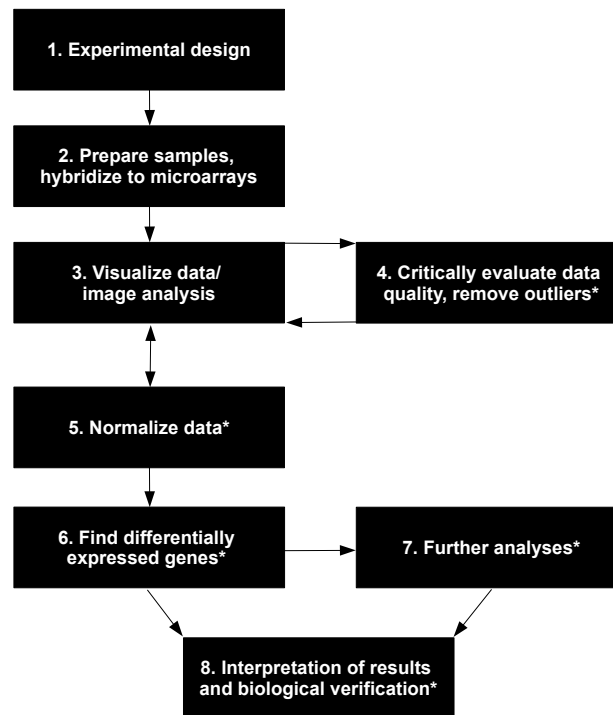 1. Experimental design
2. Prepare samples,
hybridize to microarrays
3. Visualize data/
image analysis
4. Critically evaluate data
quality, remove outliers*
5. Normalize data*
6. Find differentially
expressed genes*
7. Further analyses*
8. Interpretation of results
and biological verification*